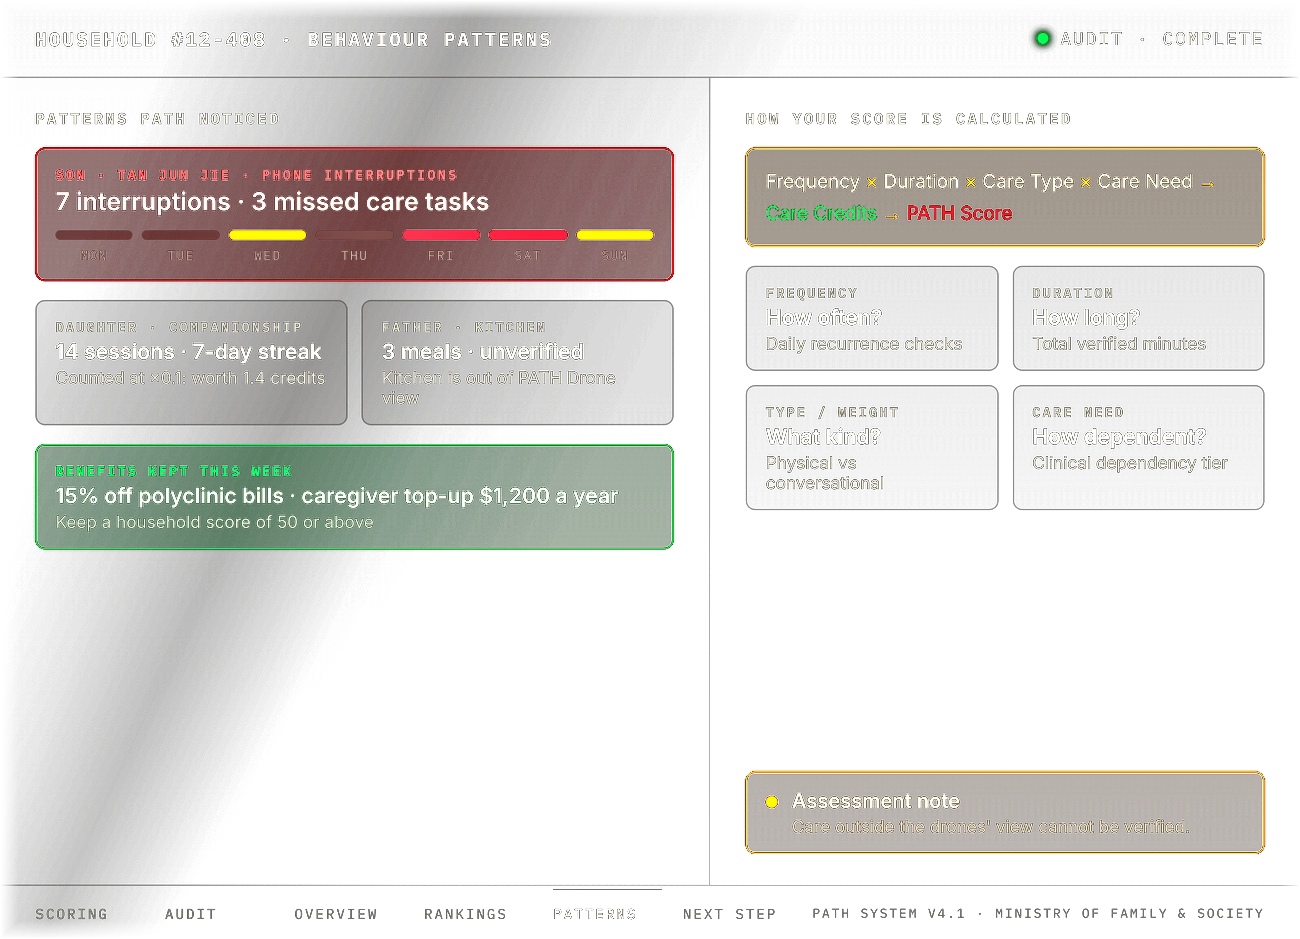 HOUSEHOLD #12-408 · BEHAVIOUR PATTERNS
AUDIT · COMPLETE
PATTERNS PATH NOTICED
SON · TAN JUN JIE · PHONE INTERRUPTIONS
7 interruptions · 3 missed care tasks
MON TUE WED THU FRI SAT SUN
DAUGHTER · COMPANIONSHIP
14 sessions · 7-day streak
Counted at ×0.1: worth 1.4 credits
FATHER · KITCHEN
3 meals · unverified
Kitchen is out of PATH Drone
view
BENEFITS KEPT THIS WEEK
15% off polyclinic bills · caregiver top-up $1,200 a year
Keep a household score of 50 or above
HOW YOUR SCORE IS CALCULATED
Frequency × Duration × Care Type × Care Need →
Care Credits → PATH Score
FREQUENCY
How often?
Daily recurrence checks
DURATION
How long?
Total verified minutes
TYPE / WEIGHT
What kind?
Physical vs
conversational
CARE NEED
How dependent?
Clinical dependency tier
Assessment note
Care outside the drones' view cannot be verified.
SCORING AUDIT OVERVIEW RANKINGS PATTERNS NEXT STEP PATH SYSTEM V4.1 · MINISTRY OF FAMILY & SOCIETY